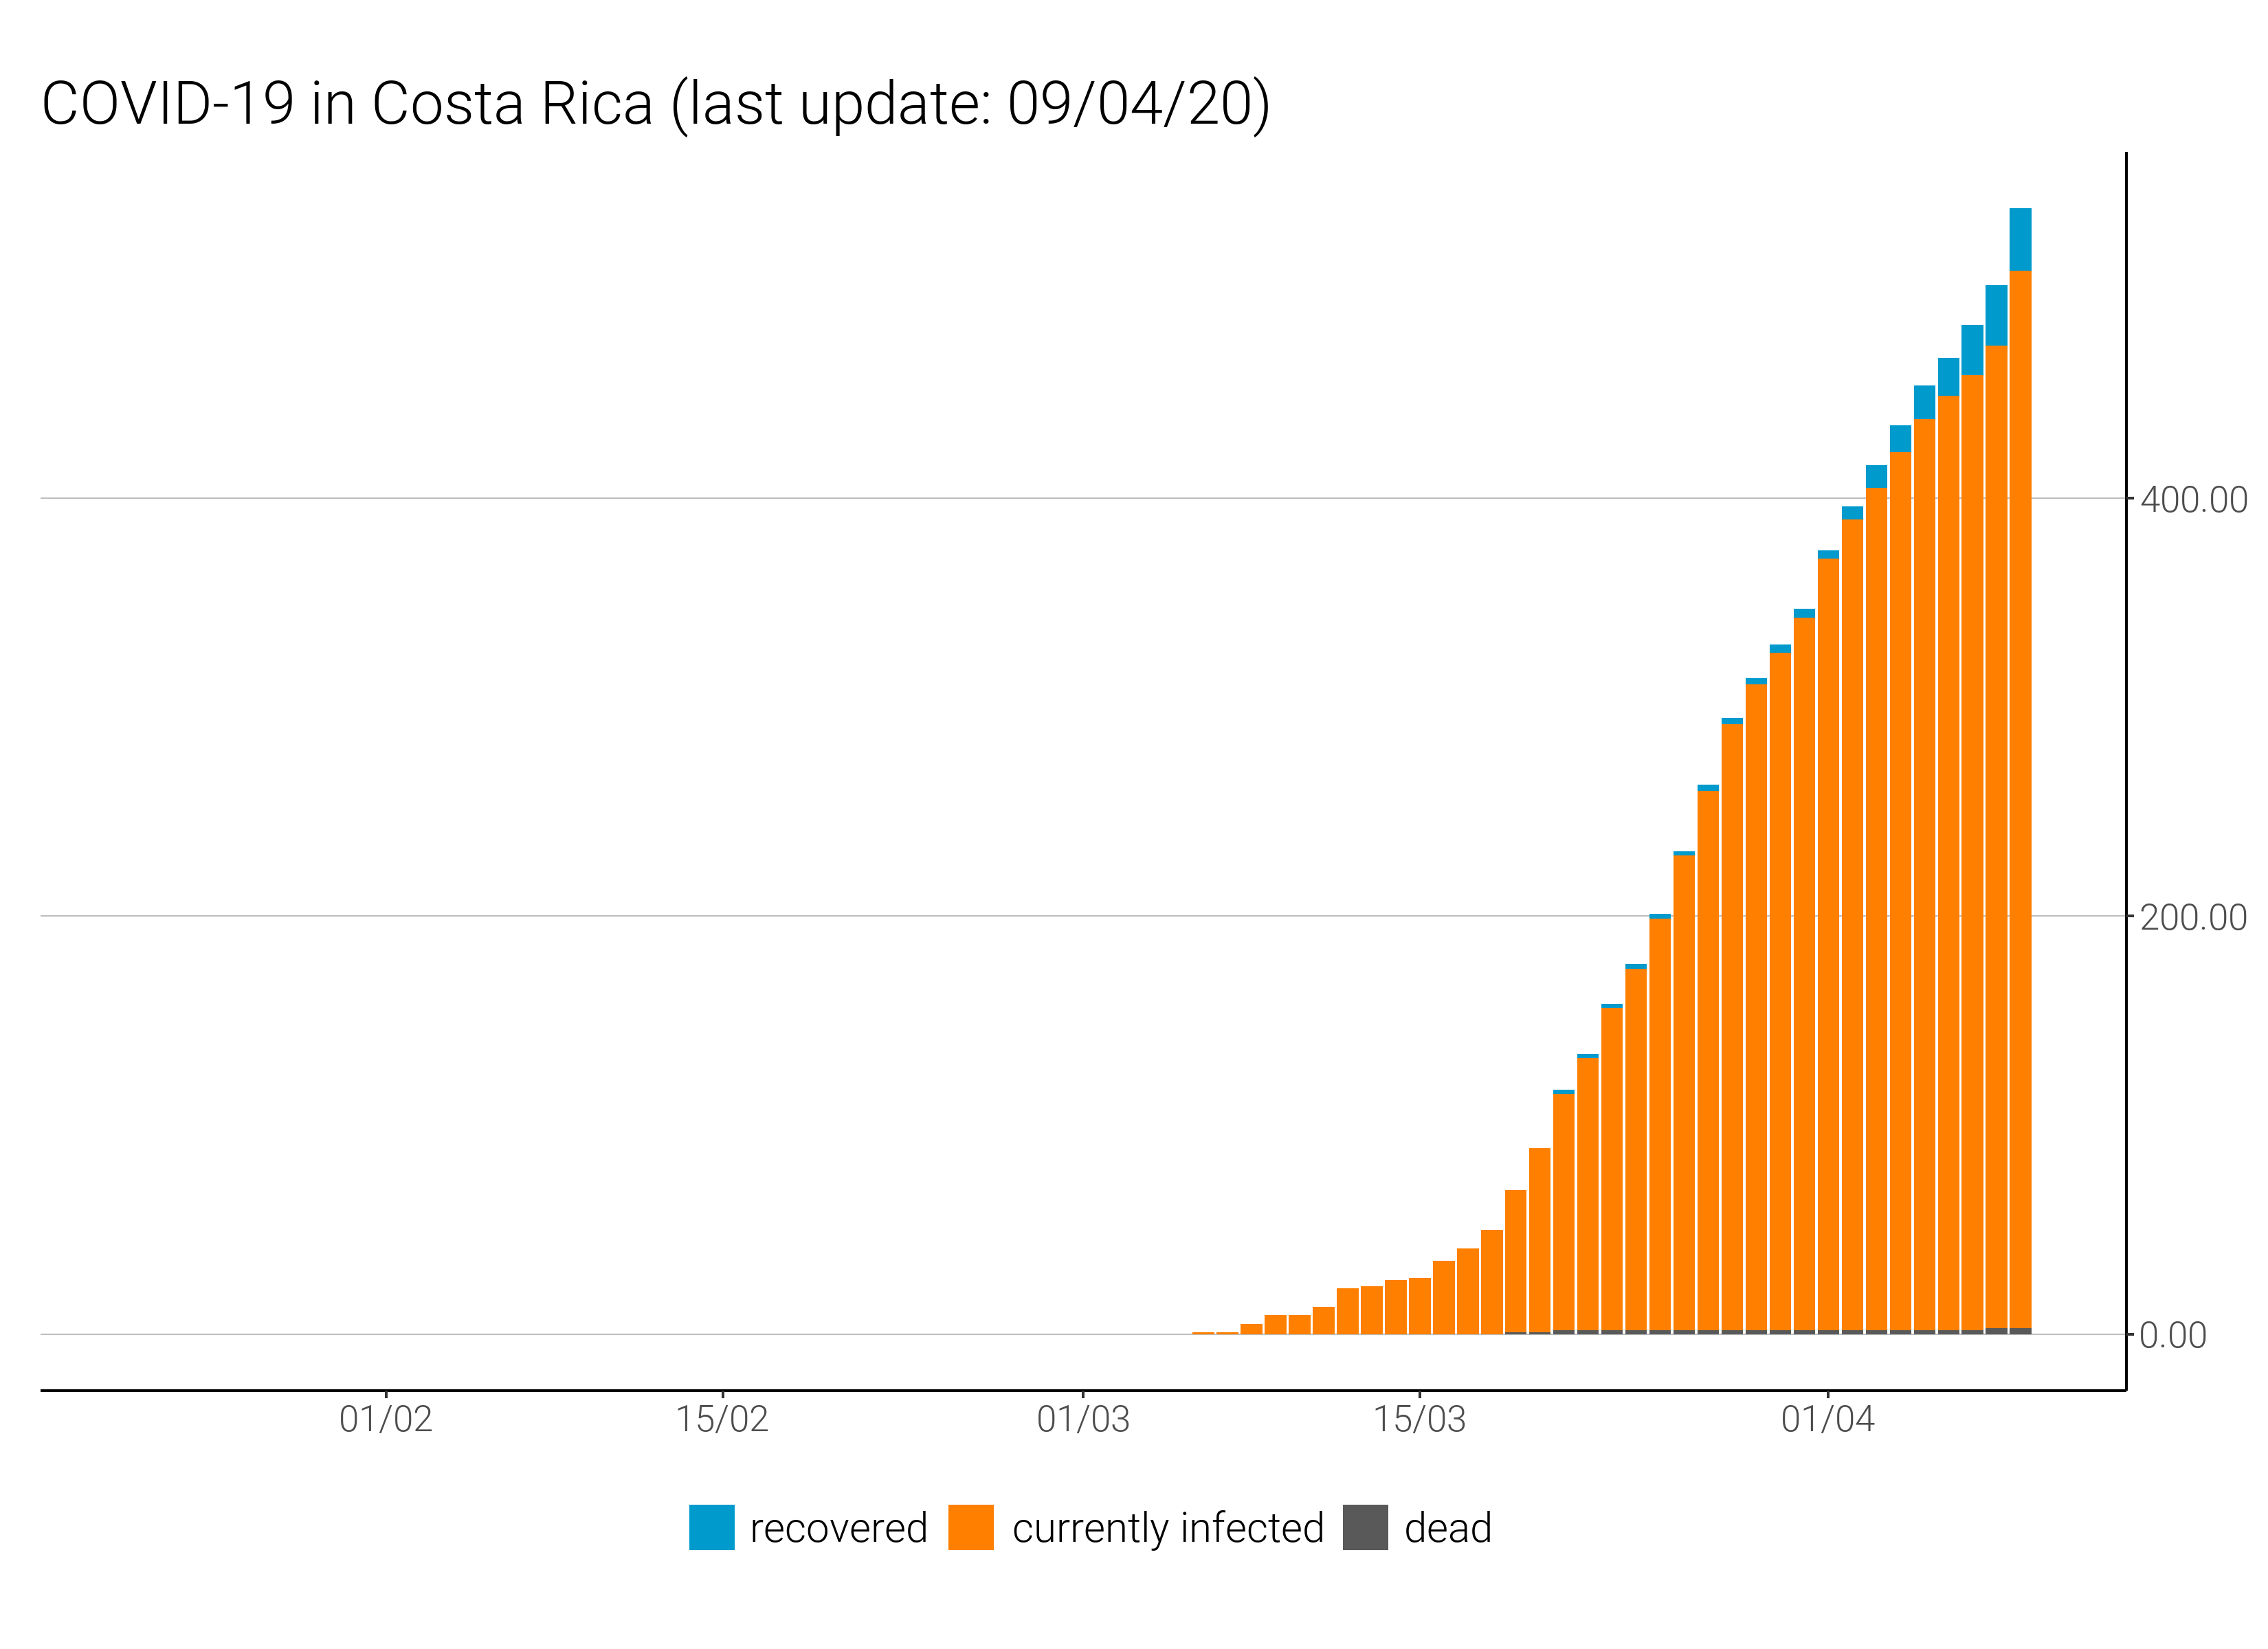 COVID-19 in Costa Rica (last update: 09/04/20)
400.00
200.00
0.00
01/02 15/02 01/03 15/03 01/04
recovered currently infected dead